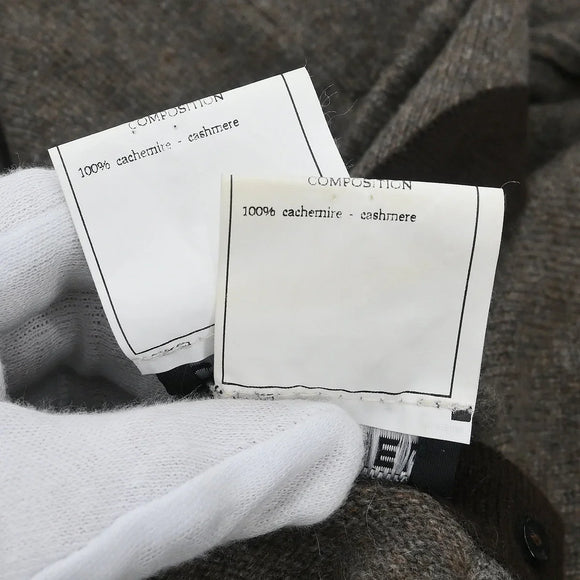 COMPOSITION
100% cachemire - cashmere
COMPOSITION
100% cachemire - cashmere